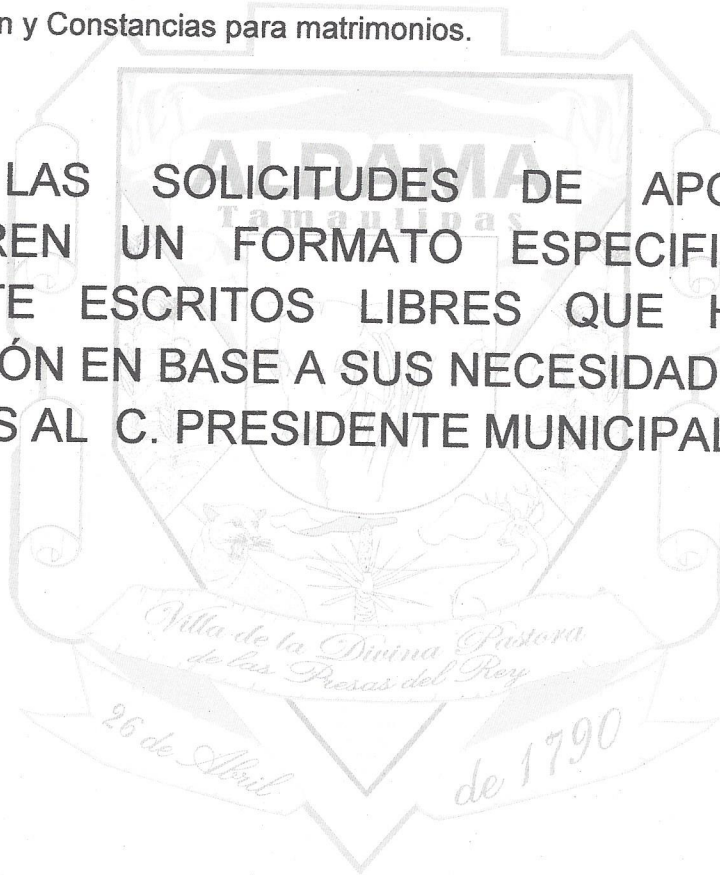 n y Constancias para matrimonios.
ALDAMA
Tamaulipas
LAS SOLICITUDES DE APO
REN UN FORMATO ESPECIFI
TE ESCRITOS LIBRES QUE H
ÓN EN BASE A SUS NECESIDAD
S AL C. PRESIDENTE MUNICIPAL
Villa de la Divina Pastora
de las Presas del Rey
26 de Abril de 1790